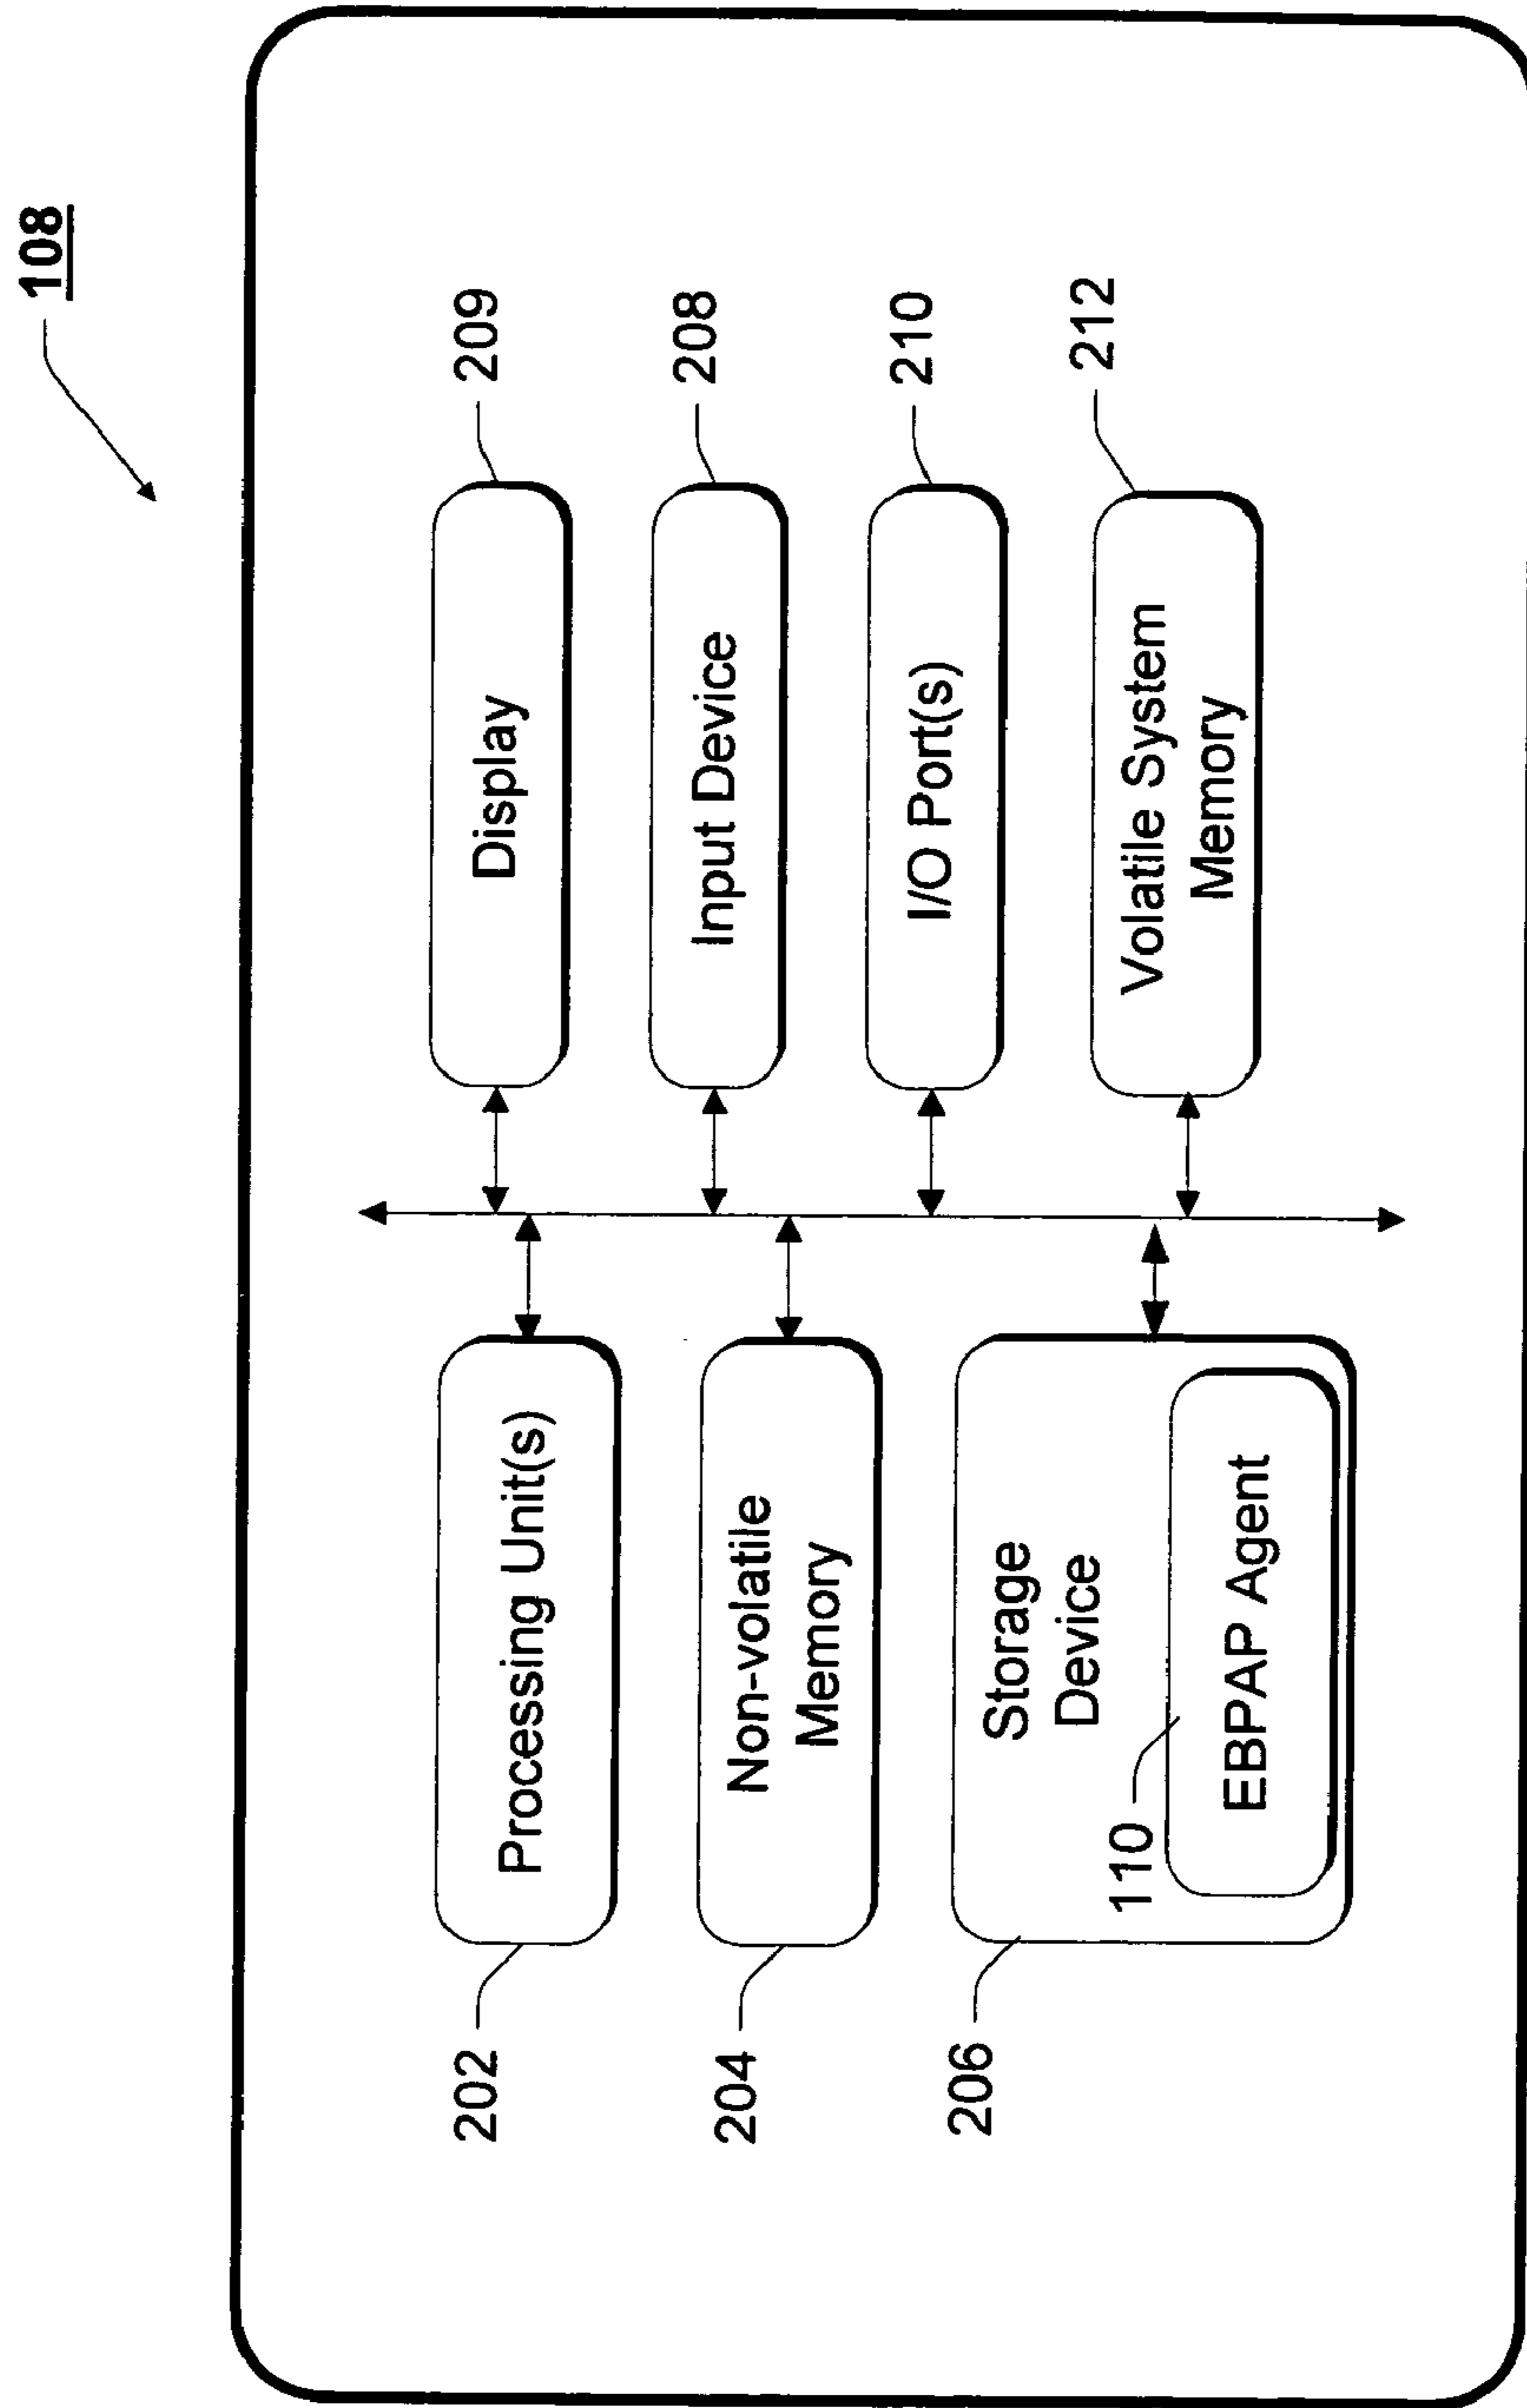 108
202
Processing Unit(s)
Display
209
204
Non-volatile
Memory
Input Device
208
206
Storage
Device
110
EBPAP Agent
I/O Port(s)
210
Volatile System
Memory
212